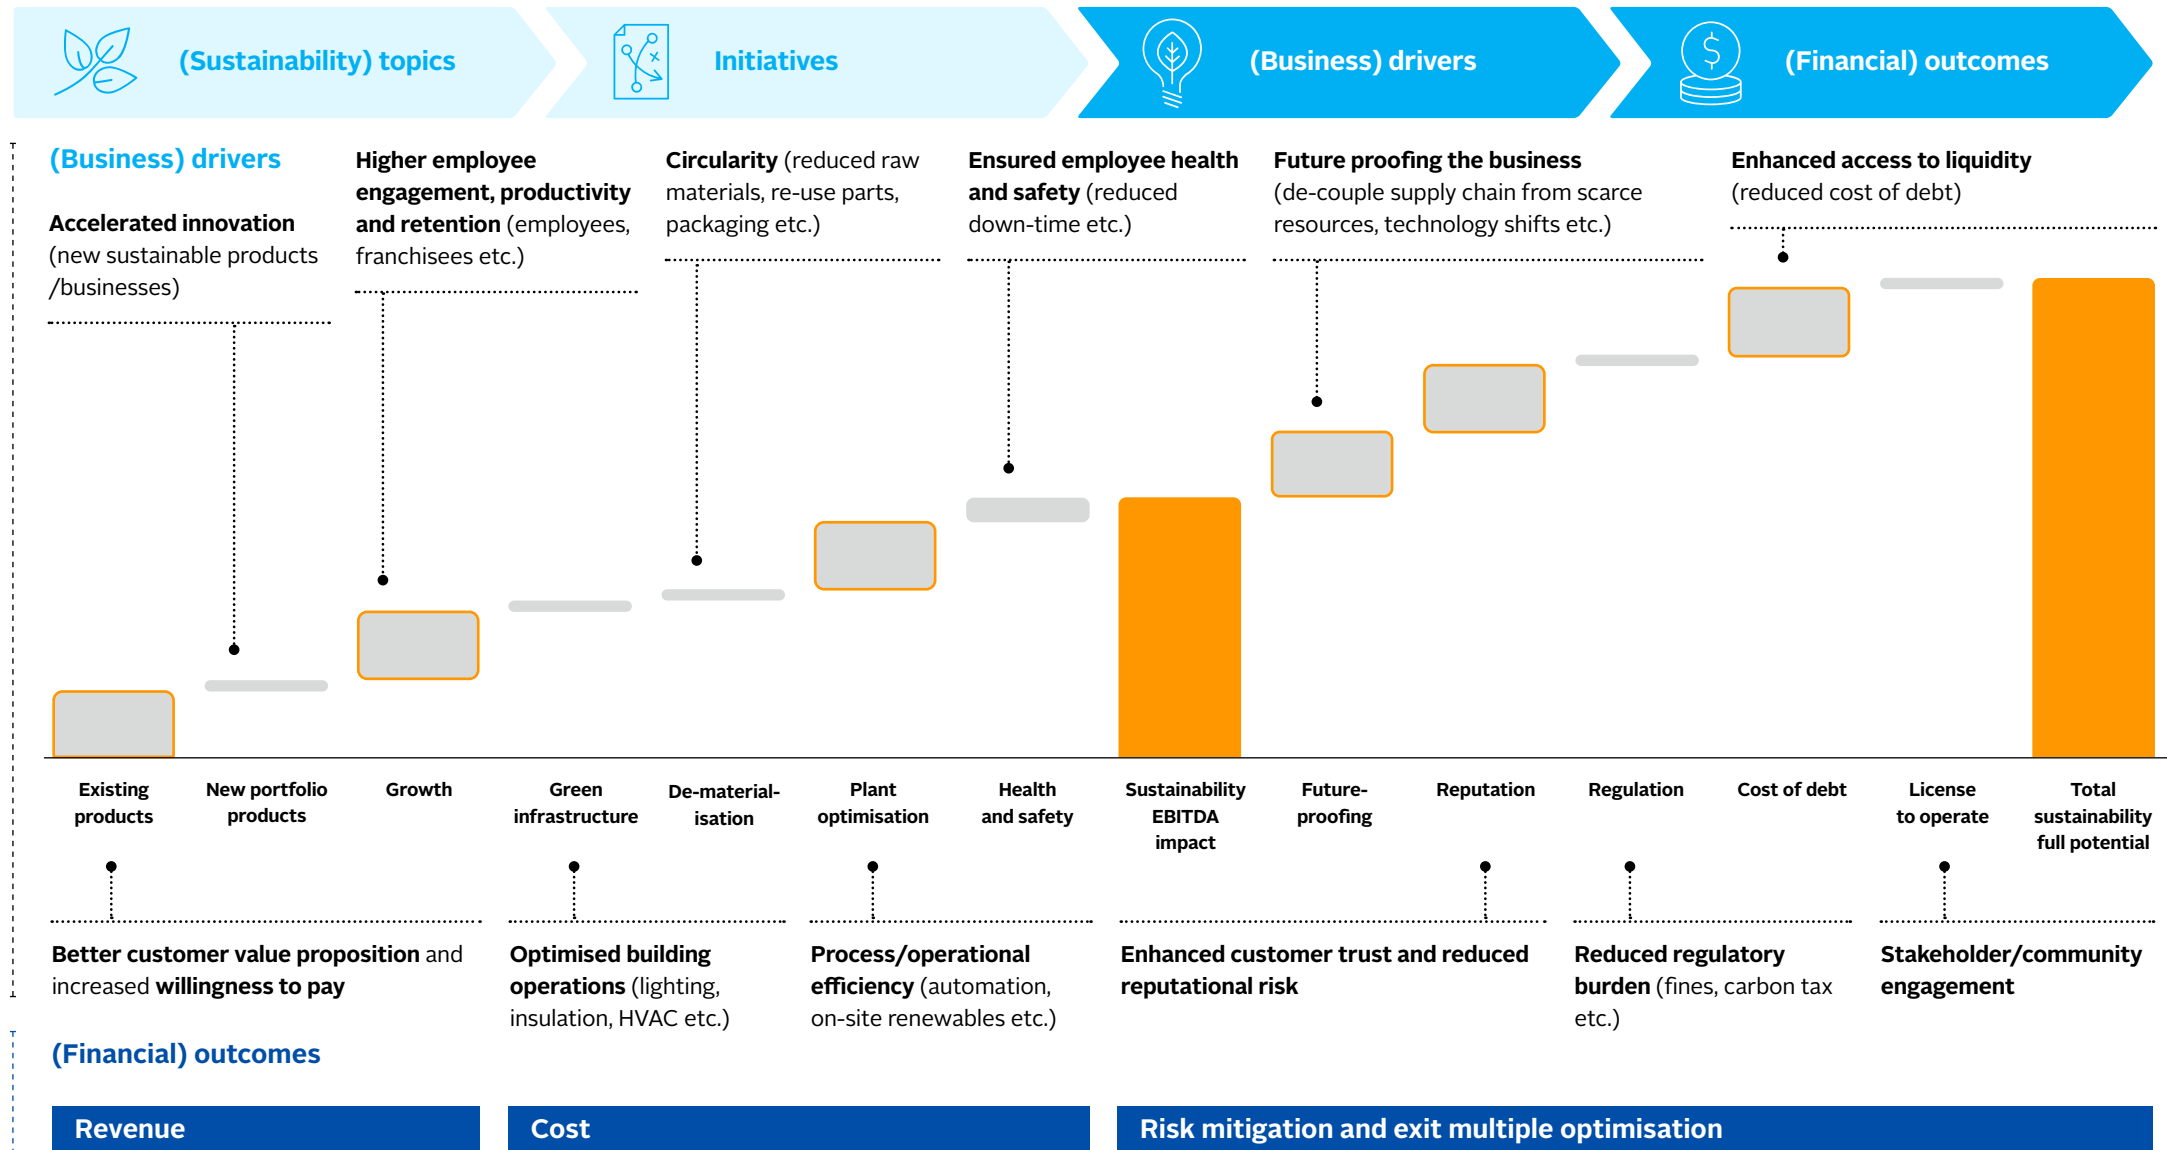 (Sustainability) topics
Initiatives
(Business) drivers
(Financial) outcomes
(Business) drivers
Accelerated innovation
(new sustainable products
/businesses)
Higher employee
engagement, productivity
and retention (employees,
franchisees etc.)
Circularity (reduced raw
materials, re-use parts,
packaging etc.)
Ensured employee health
and safety (reduced
down-time etc.)
Future proofing the business
(de-couple supply chain from scarce
resources, technology shifts etc.)
Enhanced access to liquidity
(reduced cost of debt)
Existing
products
New portfolio
products
Growth
Green
infrastructure
De-material-
isation
Plant
optimisation
Health
and safety
Sustainability
EBITDA
impact
Future-
proofing
Reputation
Regulation
Cost of debt
License
to operate
Total
sustainability
full potential
Better customer value proposition and
increased willingness to pay
Optimised building
operations (lighting,
insulation, HVAC etc.)
Process/operational
efficiency (automation,
on-site renewables etc.)
Enhanced customer trust and reduced
reputational risk
Reduced regulatory
burden (fines, carbon tax
etc.)
Stakeholder/community
engagement
(Financial) outcomes
Revenue
Cost
Risk mitigation and exit multiple optimisation